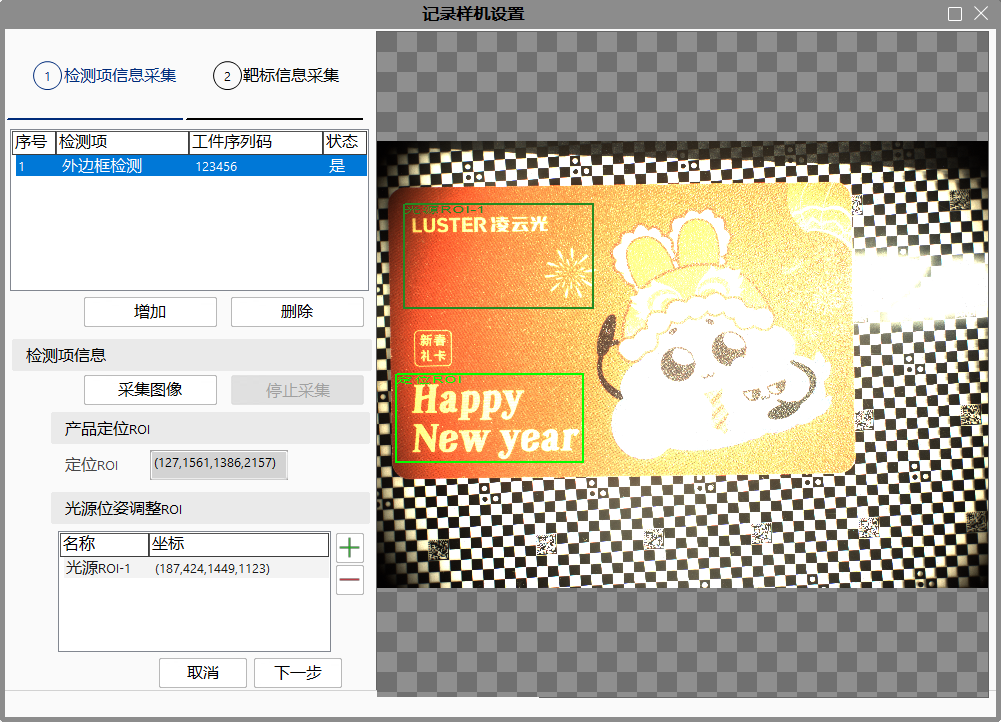 记录样机设置
1 检测项信息采集 2 靶标信息采集
序号 检测项 工件序列码 状态
1 外边框检测 123456 是
增加 删除
检测项信息
采集图像 停止采集
产品定位ROI
定位ROI (127,1561,1386,2157)
光源位姿调整ROI
名称 坐标
光源ROI-1 (187,424,1449,1123)
取消 下一步
光源ROI-1
LUSTER 凌云光
新春
礼卡
定位ROI
Happy
New year